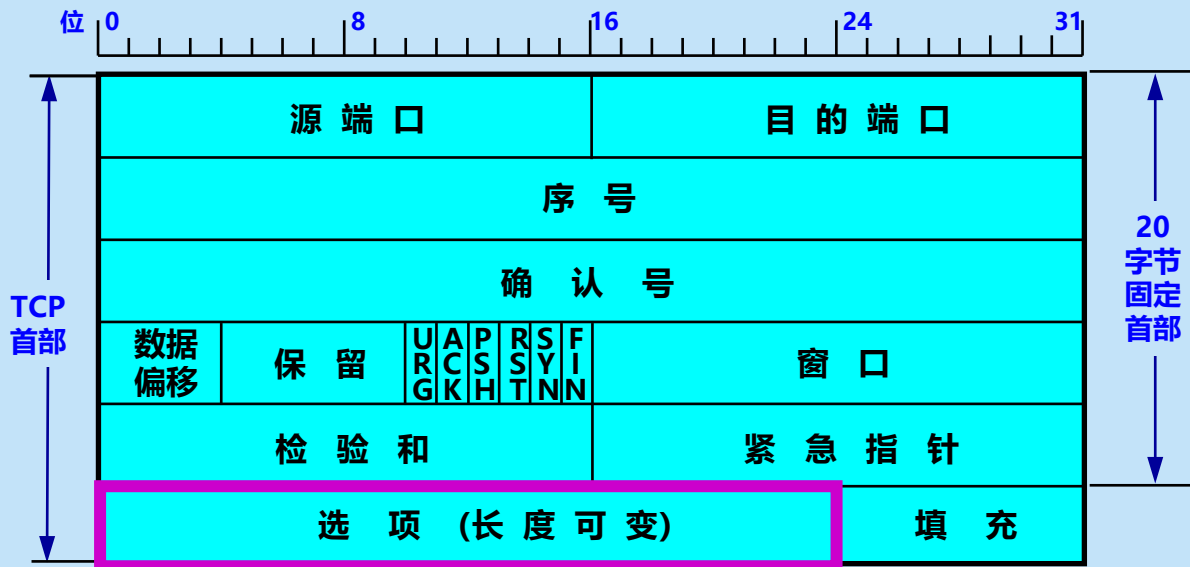 位 0 8 16 24 31
源 端 口 目 的 端 口
序 号
确 认 号
TCP
首部
20
字节
固定
首部
数据
偏移
保 留
URG
ACK
PSH
RST
SYN
FIN
窗 口
检 验 和 紧 急 指 针
选 项 (长 度 可 变) 填 充